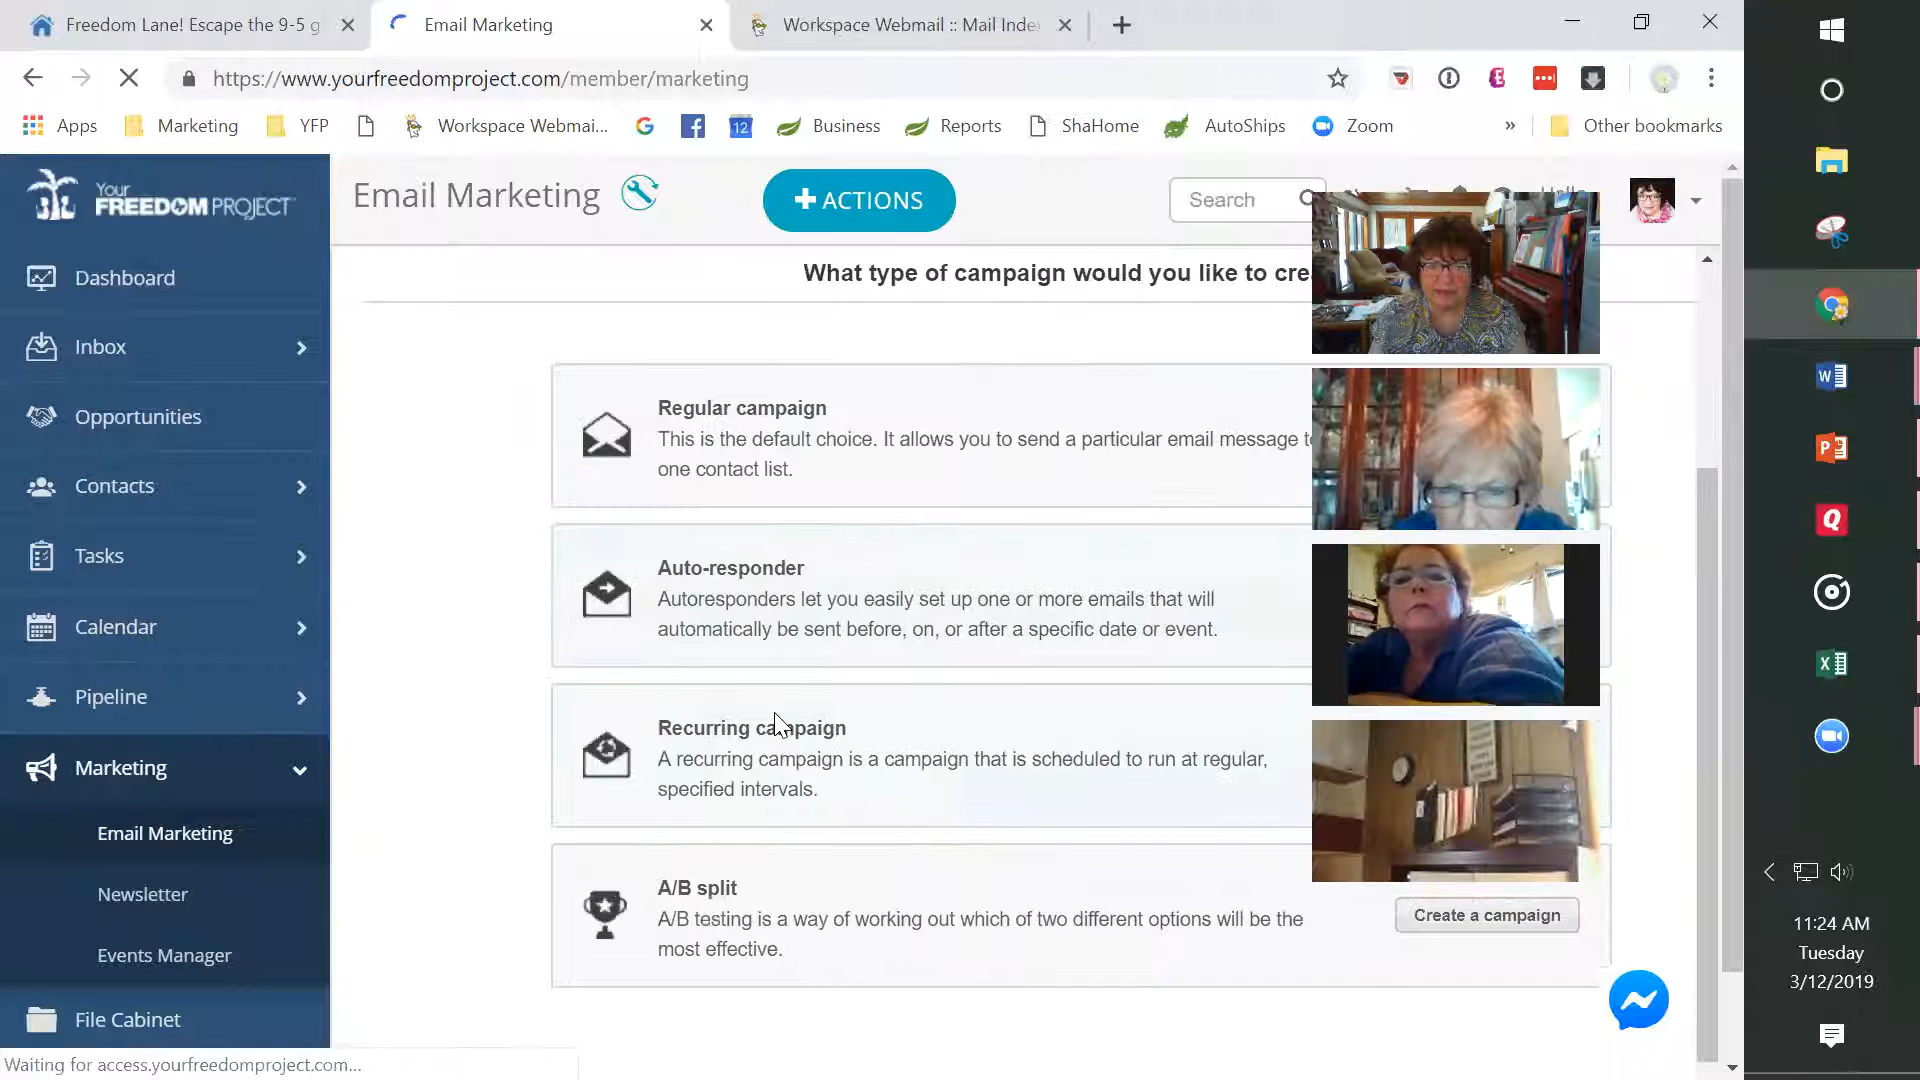 Freedom Lane! Escape the 9-5 g
Email Marketing
Workspace Webmail :: Mail Inde
https://www.yourfreedomproject.com/member/marketing
Apps
Marketing
YFP
Workspace Webmai...
12
Business
Reports
ShaHome
AutoShips
Zoom
»
Other bookmarks
Your
FREEDOM PROJECT
Email Marketing
+ ACTIONS
Search
Dashboard
Inbox
Opportunities
Contacts
Tasks
Calendar
Pipeline
Marketing
Email Marketing
Newsletter
Events Manager
File Cabinet
What type of campaign would you like to cre
Regular campaign
This is the default choice. It allows you to send a particular email message t
one contact list.
Auto-responder
Autoresponders let you easily set up one or more emails that will
automatically be sent before, on, or after a specific date or event.
Recurring campaign
A recurring campaign is a campaign that is scheduled to run at regular,
specified intervals.
A/B split
A/B testing is a way of working out which of two different options will be the
most effective.
Create a campaign
Waiting for access.yourfreedomproject.com...
11:24 AM
Tuesday
3/12/2019